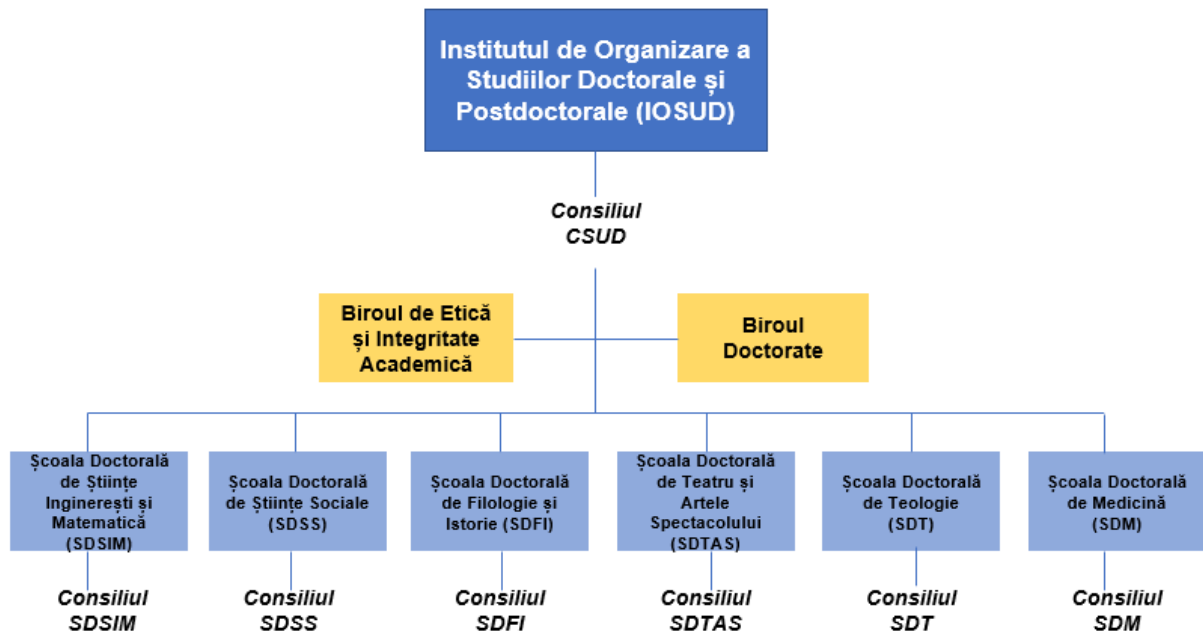 Institutul de Organizare a
Studiilor Doctorale și
Postdoctorale (IOSUD)
Consiliul
CSUD
Biroul de Etică
și Integritate
Academică
Biroul
Doctorate
Școala Doctorală
de Științe
Inginerești și
Matematică
(SDSIM)
Școala Doctorală
de Științe Sociale
(SDSS)
Școala Doctorală
de Filologie și
Istorie (SDFI)
Școala Doctorală
de Teatru și
Artele
Spectacolului
(SDTAS)
Școala Doctorală
de Teologie
(SDT)
Școala Doctorală
de Medicină
(SDM)
Consiliul
SDSIM
Consiliul
SDSS
Consiliul
SDFI
Consiliul
SDTAS
Consiliul
SDT
Consiliul
SDM